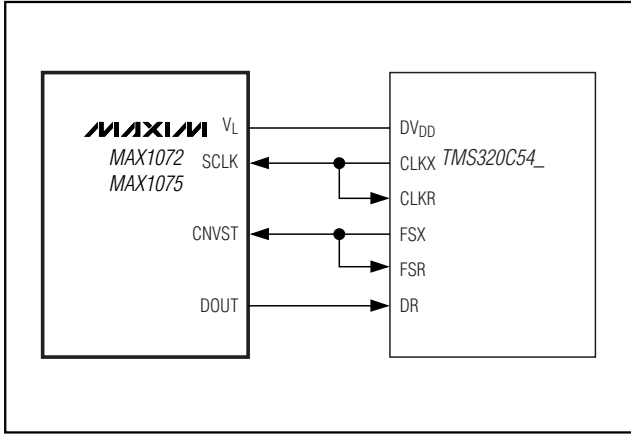 MAXIM
MAX1072
MAX1075
VL
SCLK
CNVST
DOUT
DVDD
CLKX
TMS320C54_
CLKR
FSX
FSR
DR